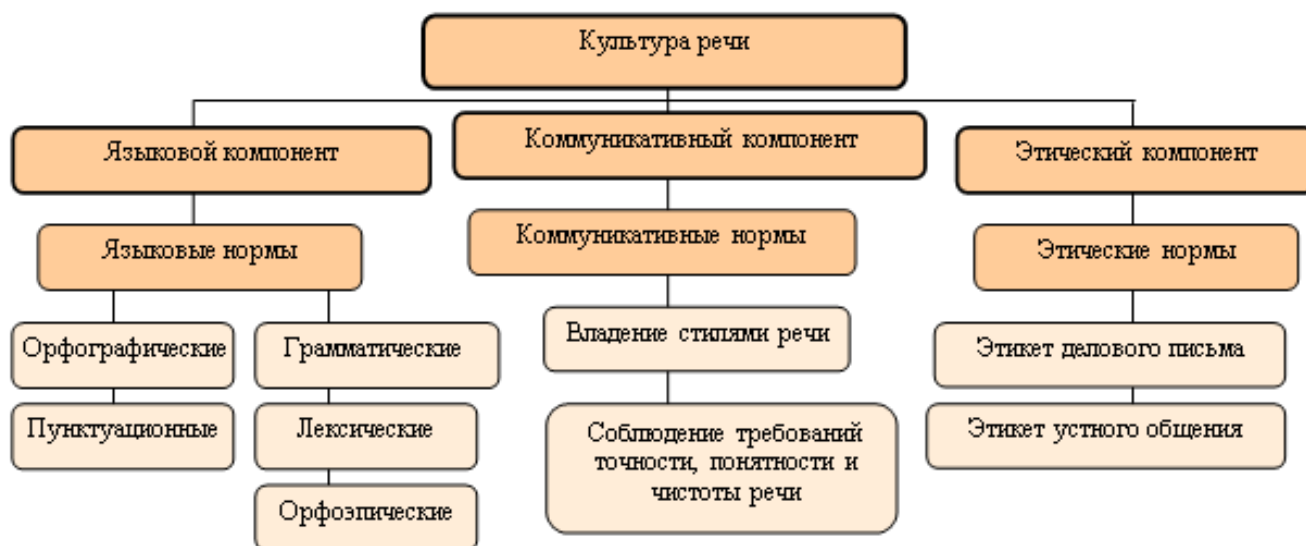 Культура речи
Языковой компонент
Коммуникативный компонент
Этический компонент
Языковые нормы
Коммуникативные нормы
Этические нормы
Орфографические
Грамматические
Владение стилями речи
Этикет делового письма
Пунктуационные
Лексические
Соблюдение требований
точности, понятности и
чистоты речи
Этикет устного общения
Орфоэпические